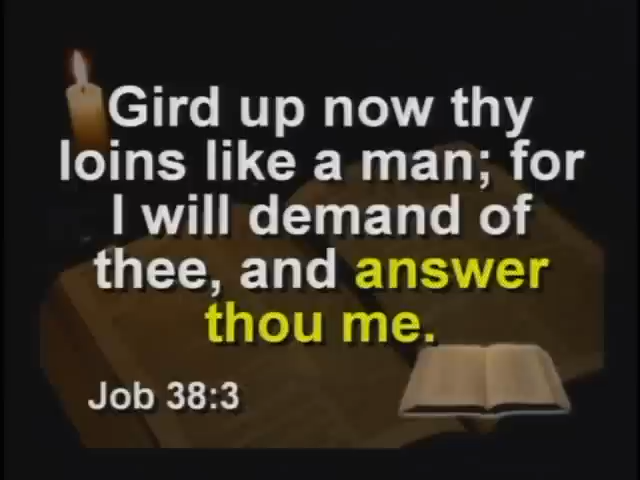 Gird up now thy
loins like a man; for
I will demand of
thee, and answer
thou me.
Job 38:3